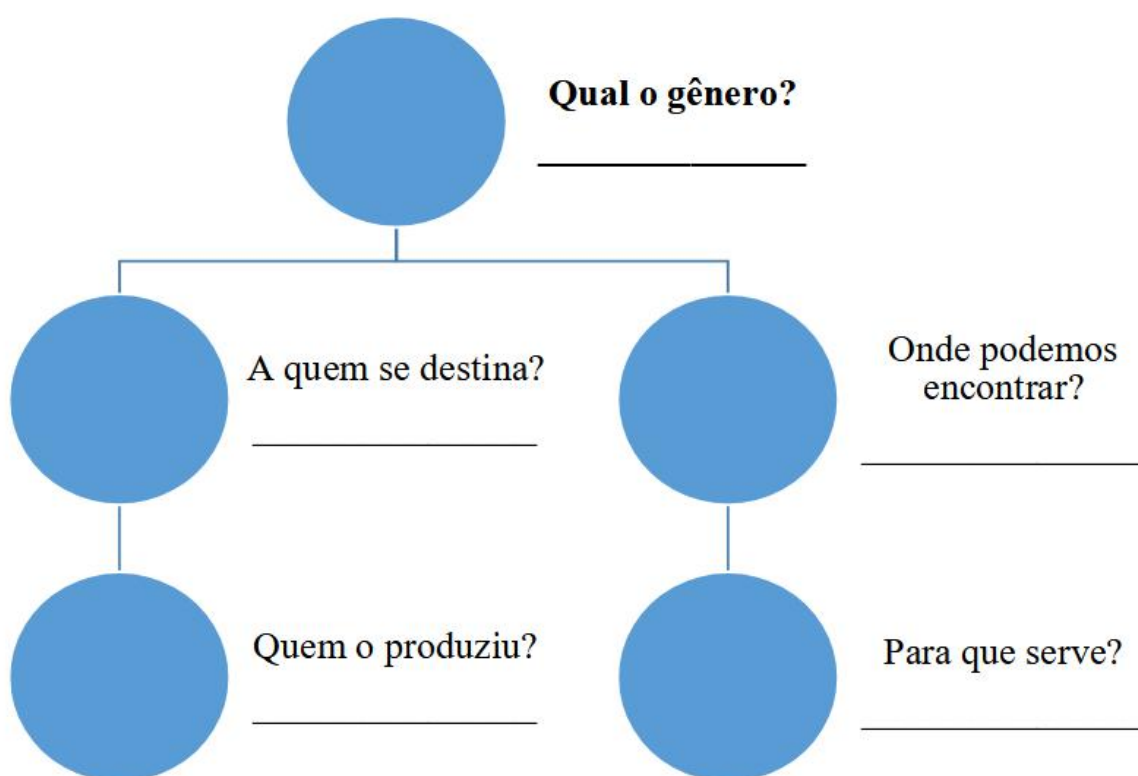 Qual o gênero?
A quem se destina?
Onde podemos
encontrar?
Quem o produziu?
Para que serve?